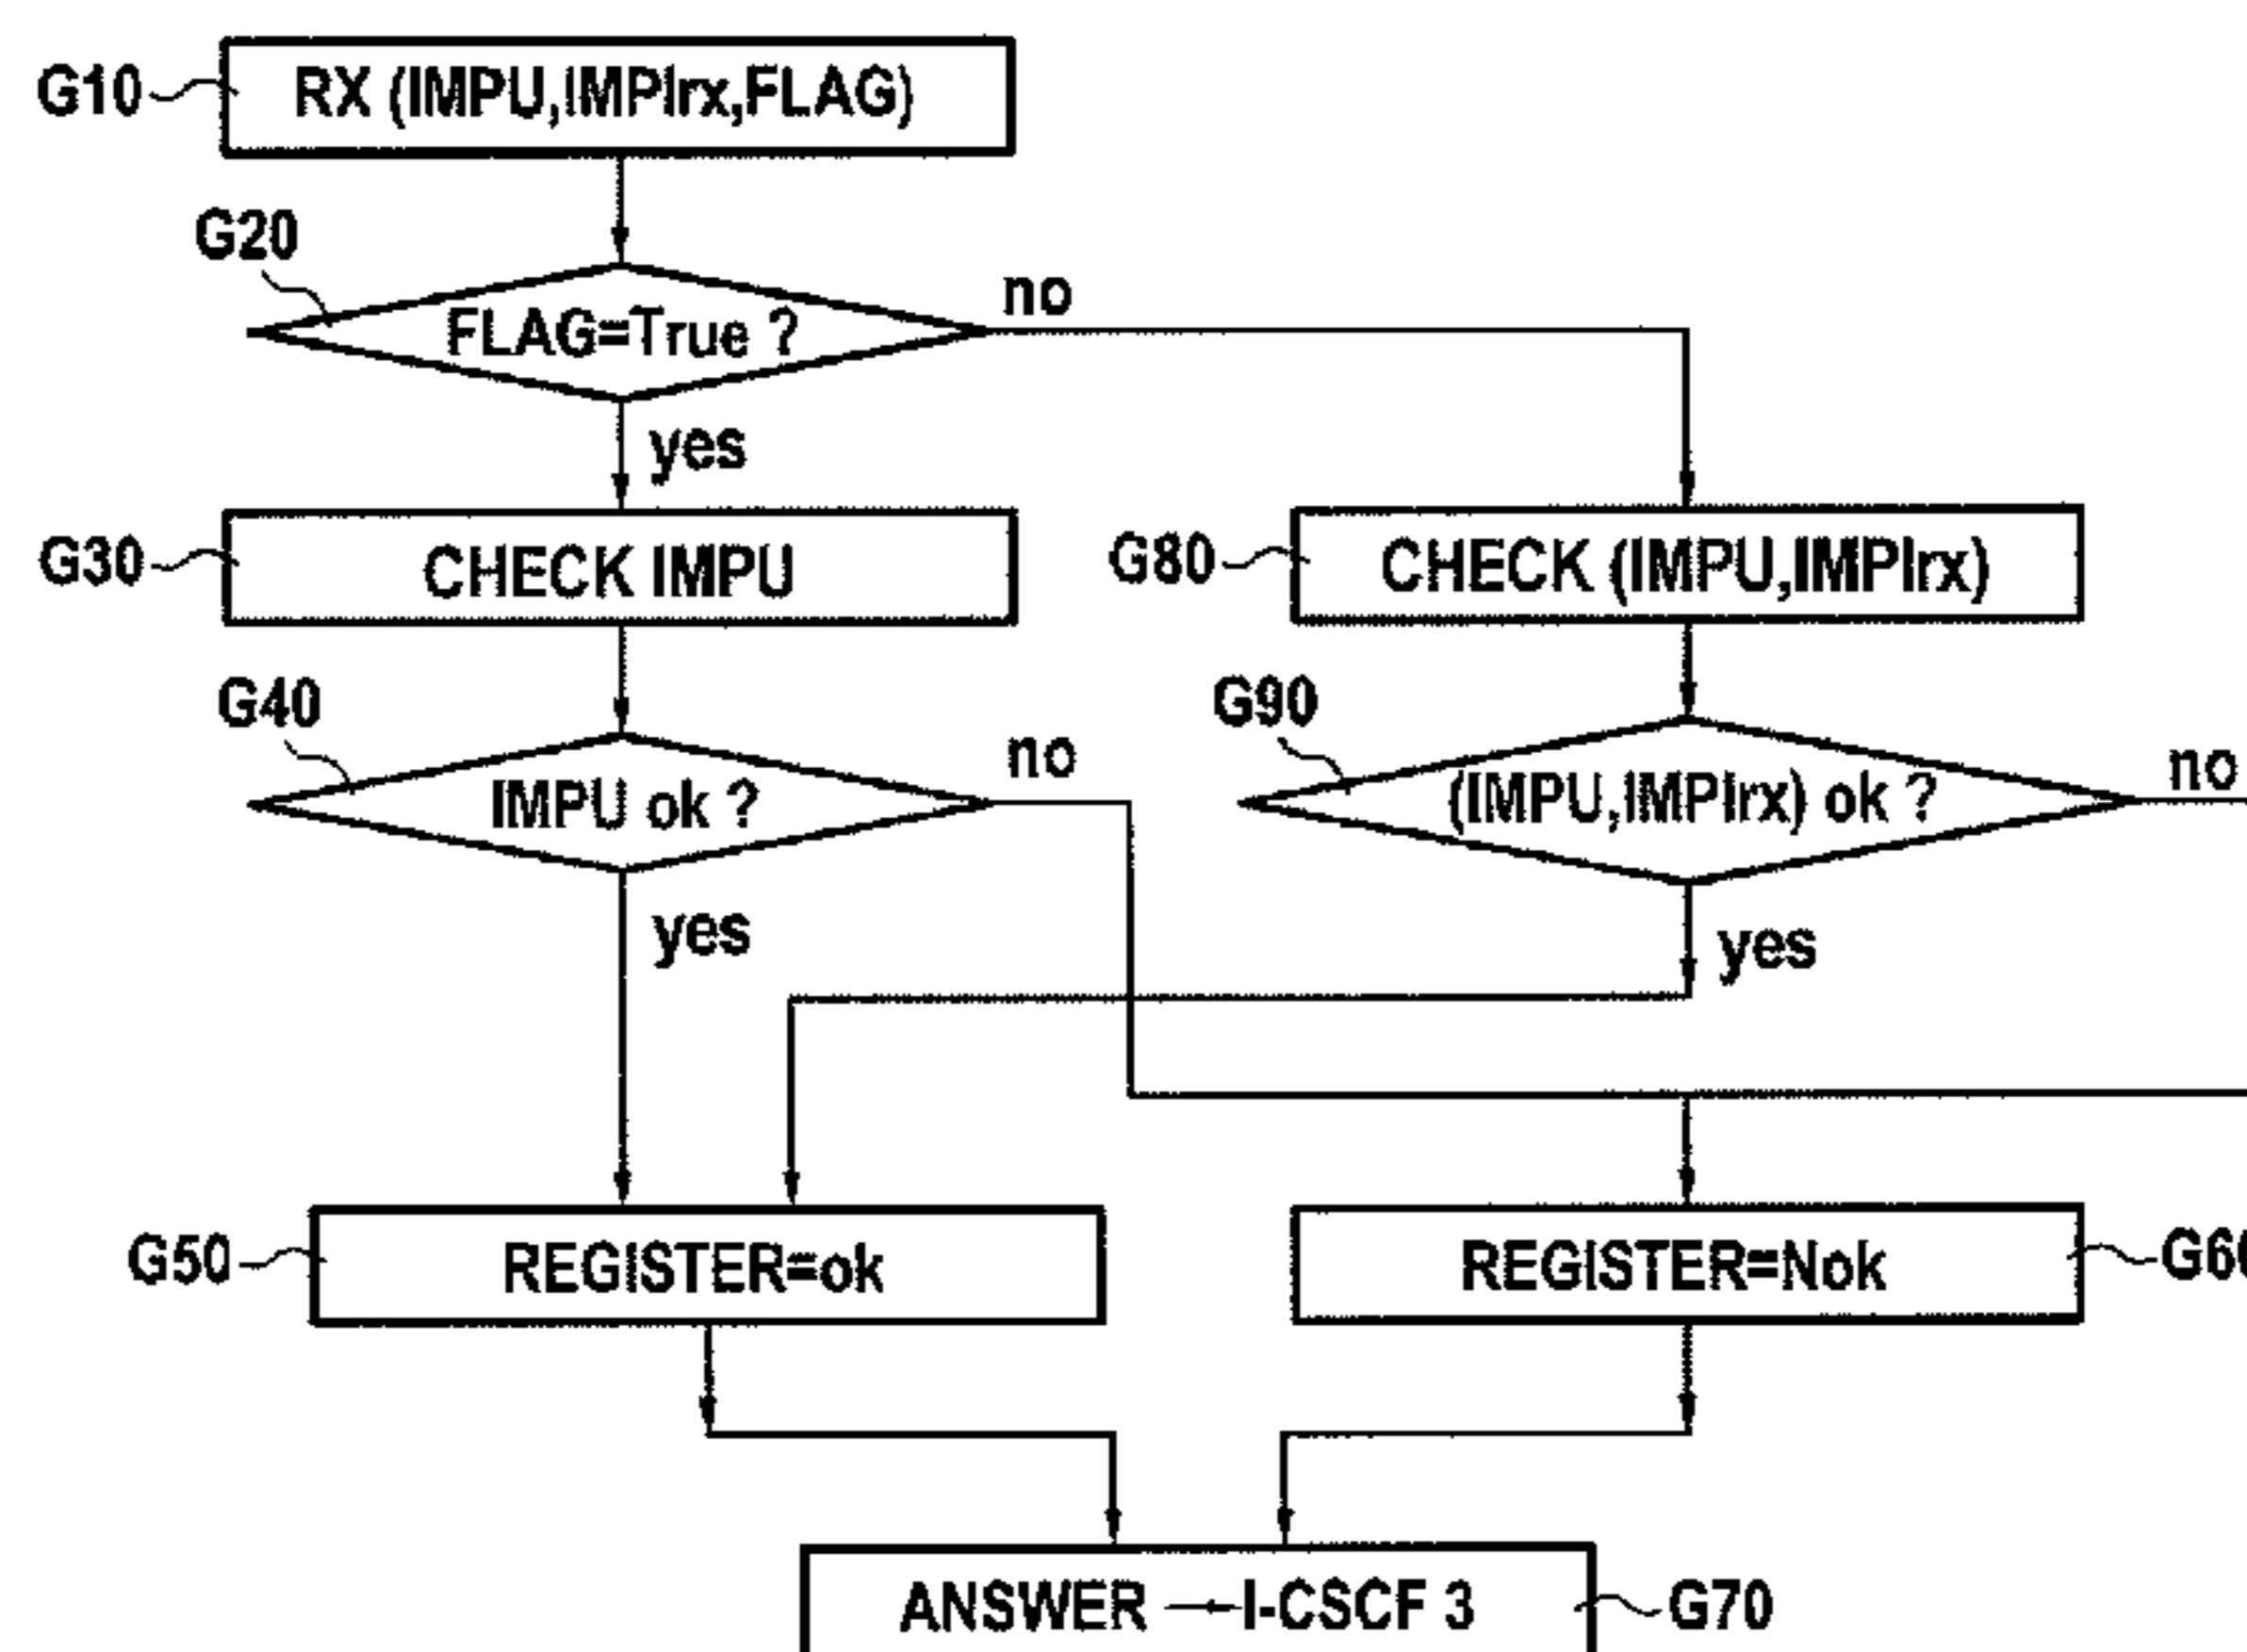 G10
RX (IMPU,IMPIrx,FLAG)
G20
FLAG=True ?
no
yes
G30
CHECK IMPU
G80
CHECK (IMPU,IMPIrx)
G40
IMPU ok ?
no
G90
(IMPU,IMPIrx) ok ?
no
yes
yes
G50
REGISTER=ok
REGISTER=Nok
G60
ANSWER → I-CSCF 3
G70